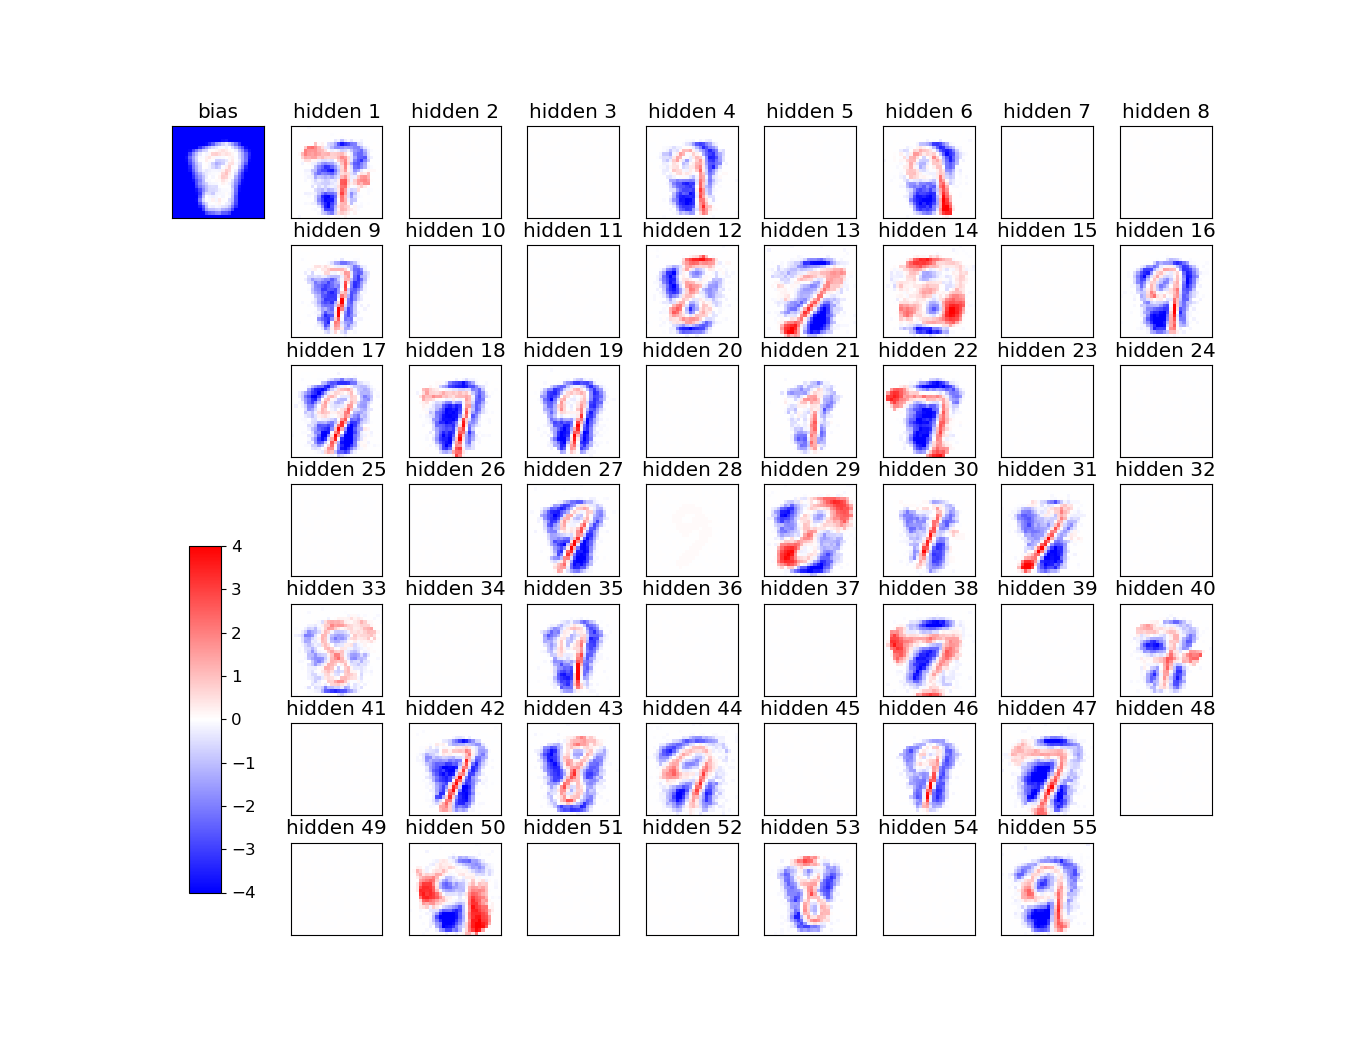 bias hidden 1 hidden 2 hidden 3 hidden 4 hidden 5 hidden 6 hidden 7 hidden 8
hidden 9 hidden 10 hidden 11 hidden 12 hidden 13 hidden 14 hidden 15 hidden 16
hidden 17 hidden 18 hidden 19 hidden 20 hidden 21 hidden 22 hidden 23 hidden 24
hidden 25 hidden 26 hidden 27 hidden 28 hidden 29 hidden 30 hidden 31 hidden 32
4
3
hidden 33 hidden 34 hidden 35 hidden 36 hidden 37 hidden 38 hidden 39 hidden 40
2
1
hidden 41 hidden 42 hidden 43 hidden 44 hidden 45 hidden 46 hidden 47 hidden 48
0
−1
−2
hidden 49 hidden 50 hidden 51 hidden 52 hidden 53 hidden 54 hidden 55
−3
−4